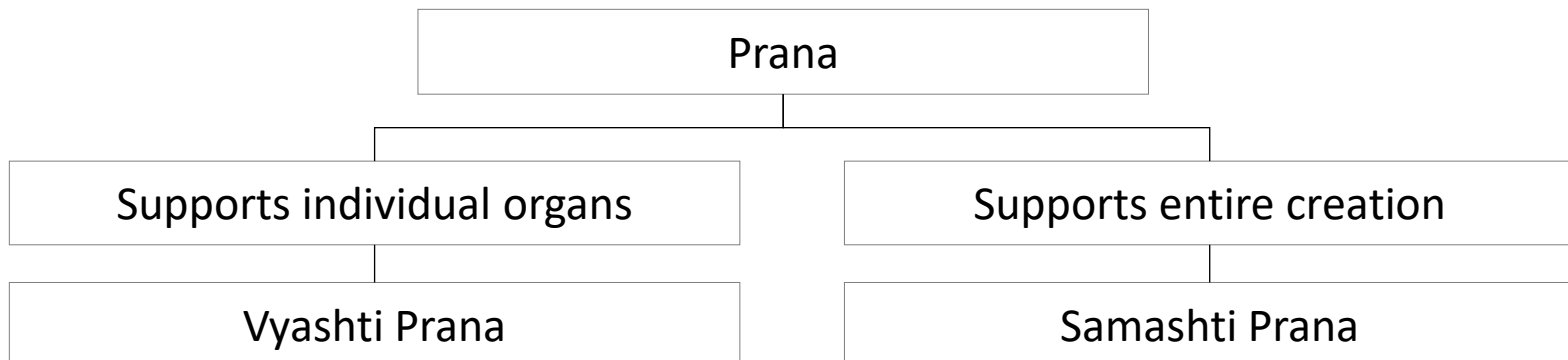 Prana
Supports individual organs
Supports entire creation
Vyashti Prana
Samashti Prana